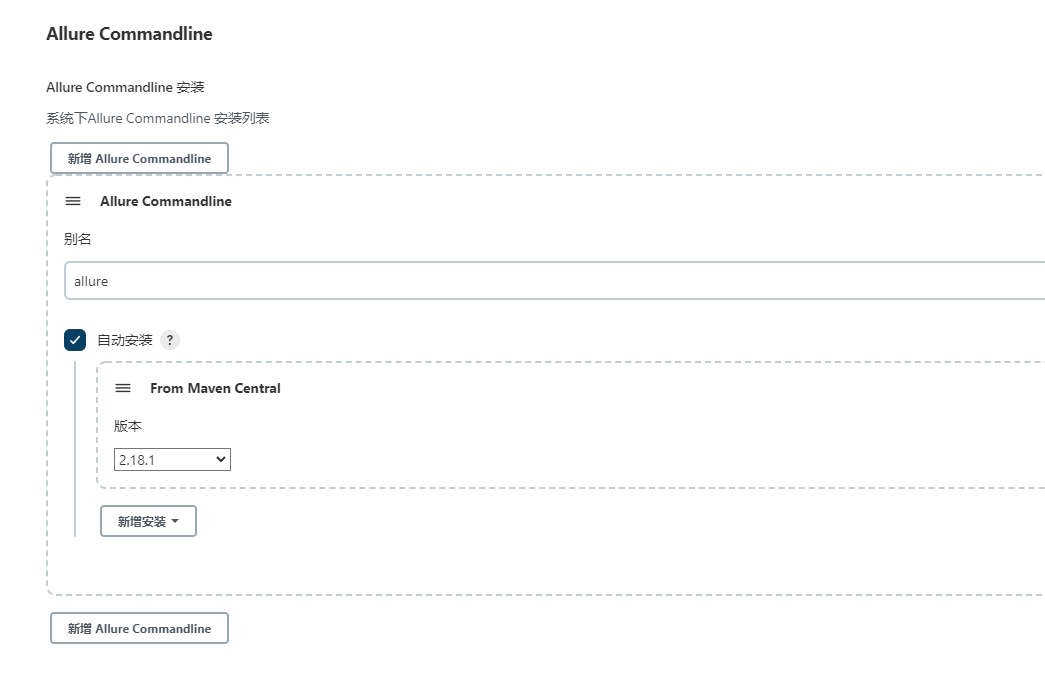 Allure Commandline
Allure Commandline 安装
系统下Allure Commandline 安装列表
新增 Allure Commandline
Allure Commandline
别名
allure
自动安装 ?
From Maven Central
版本
2.18.1
新增安装
新增 Allure Commandline